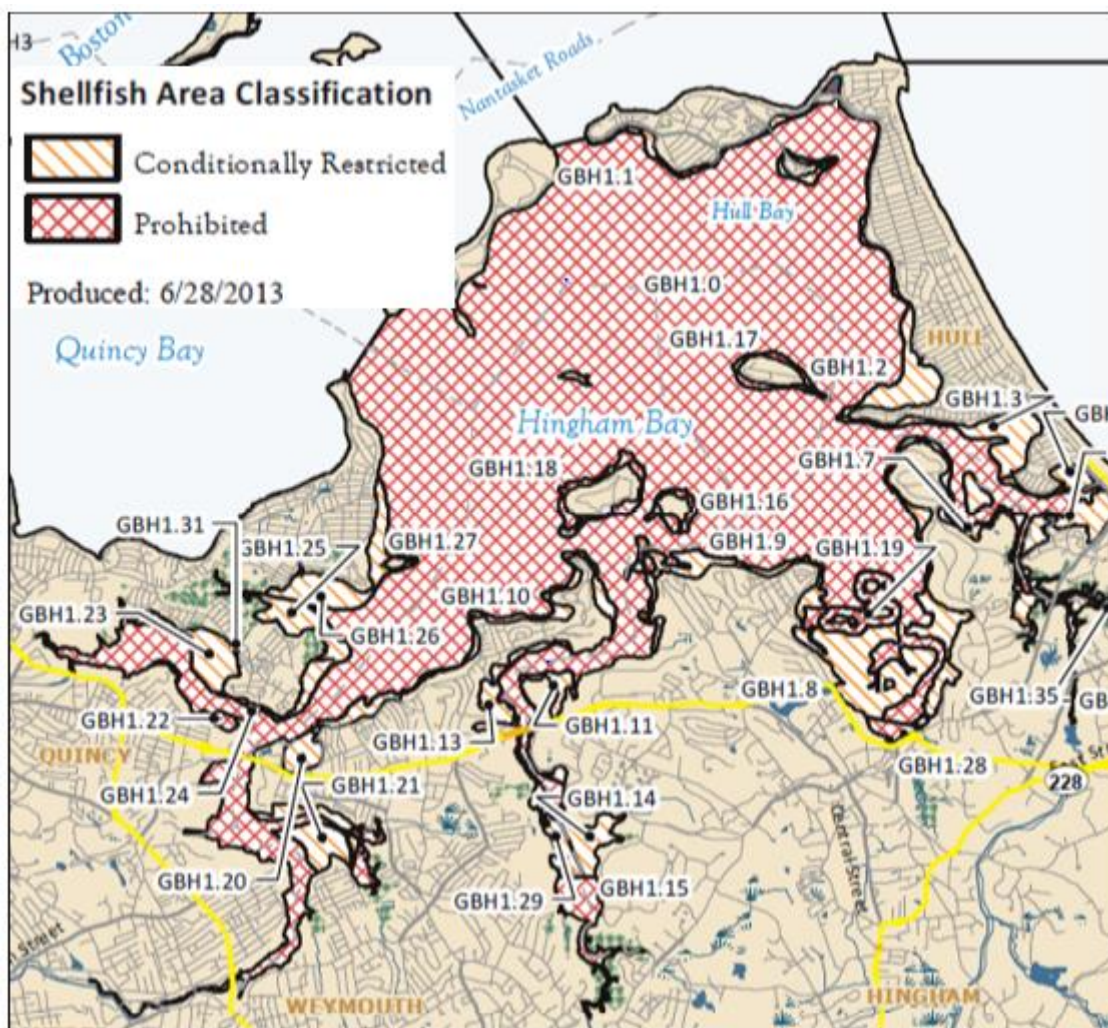 H3
Boston
Nantasket Roads
Shellfish Area Classification
Conditionally Restricted
Prohibited
Produced: 6/28/2013
GBH1.1
Hull Bay
GBH1.0
Quincy Bay
GBH1.17
HULL
GBH1.2
GBH1.3
GBH
Hingham Bay
GBH1.7
GBH1.18
GBH1.16
GBH1.31
GBH1.25
GBH1.27
GBH1.9
GBH1.19
GBH1.10
GBH1.23
GBH1.26
GBH1.8
GBH1.35
GB
GBH1.22
GBH1.13
GBH1.11
QUINCY
GBH1.28
GBH1.24
GBH1.21
228
GBH1.14
Central Street
GBH1.20
GBH1.29
GBH1.15
Street
WEYMOUTH
HINGHAM